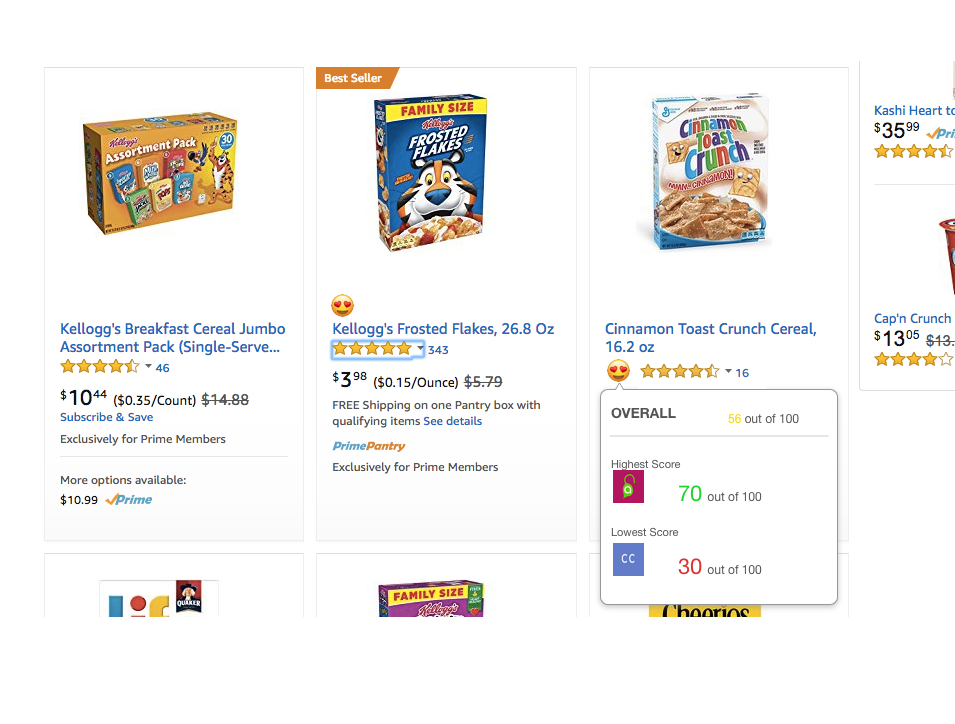 Best Seller
Kellogg's
Assortment Pack
30
POPS
FAMILY SIZE
Kellogg's
FROSTED
FLAKES
Cinnamon
Toast
Crunch
Kellogg's Breakfast Cereal Jumbo
Assortment Pack (Single-Serve...
46
$10 44 ($0.35/Count) $14.88
Subscribe & Save
Exclusively for Prime Members
More options available:
$10.99 Prime
Kellogg's Frosted Flakes, 26.8 Oz
343
$3 98 ($0.15/Ounce) $5.79
FREE Shipping on one Pantry box with
qualifying items See details
PrimePantry
Exclusively for Prime Members
Cinnamon Toast Crunch Cereal,
16.2 oz
16
OVERALL 56 out of 100
Highest Score
70 out of 100
Lowest Score
CC 30 out of 100
Kashi Heart to
$35 99 Pri
Cap'n Crunch
$13 05 $13.
QUAKER
FAMILY SIZE
Kellogg's
Cheerios